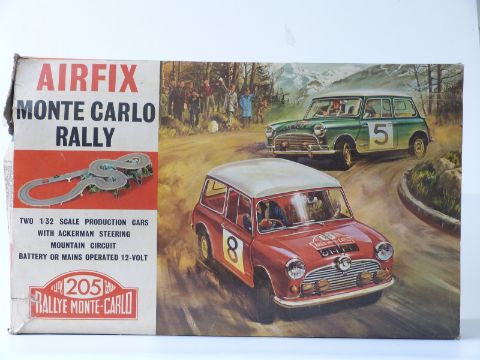 AIRFIX
MONTE CARLO
RALLY
TWO 1/32 SCALE PRODUCTION CARS
WITH ACKERMAN STEERING
MOUNTAIN CIRCUIT
BATTERY OR MAINS OPERATED 12-VOLT
205
RALLYE MONTE-CARLO
5
8